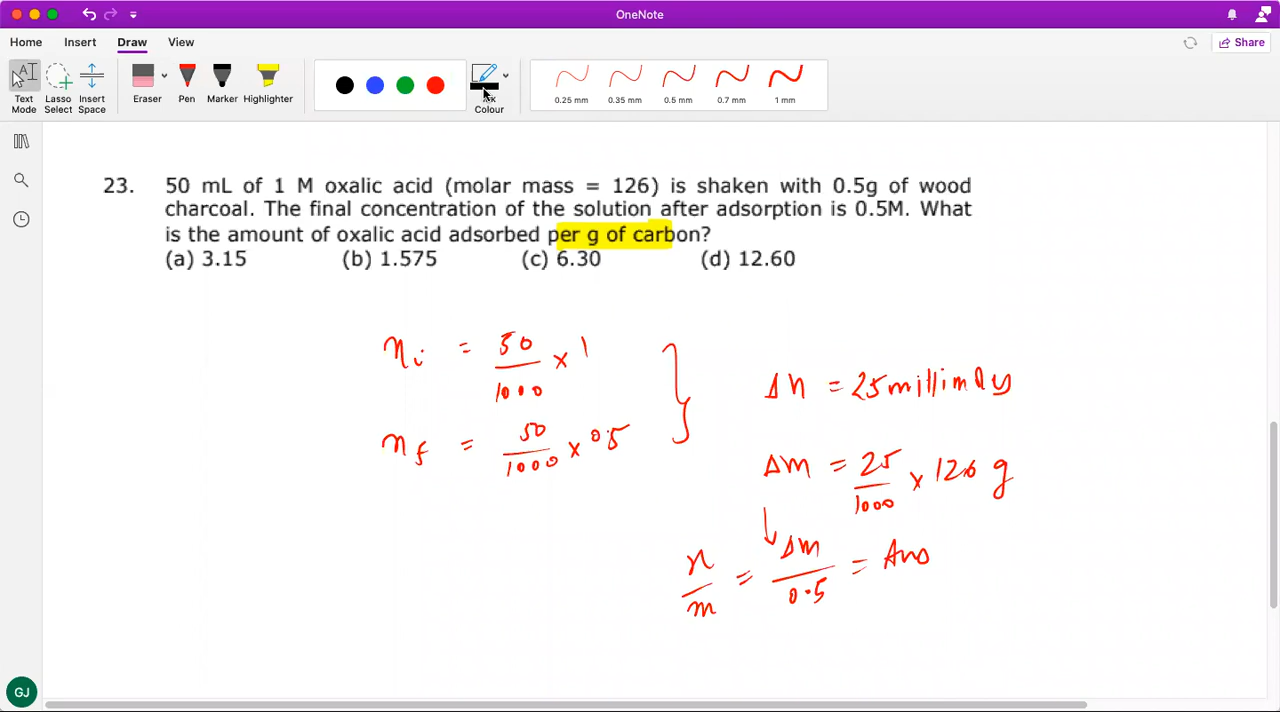 OneNote
Home Insert Draw View
Share
Text Mode
Lasso Select
Insert Space
Eraser
Pen
Marker
Highlighter
Colour
0.25 mm
0.35 mm
0.5 mm
0.7 mm
1 mm
23. 50 mL of 1 M oxalic acid (molar mass = 126) is shaken with 0.5g of wood
charcoal. The final concentration of the solution after adsorption is 0.5M. What
is the amount of oxalic acid adsorbed per g of carbon?
(a) 3.15 (b) 1.575 (c) 6.30 (d) 12.60
ni = 50/1000 × 1
Δn = 25 millimoles
nf = 50/1000 × 0.5
Δm = 25/1000 × 126 g
x/m = Δm/0.5 = Ans
GJ